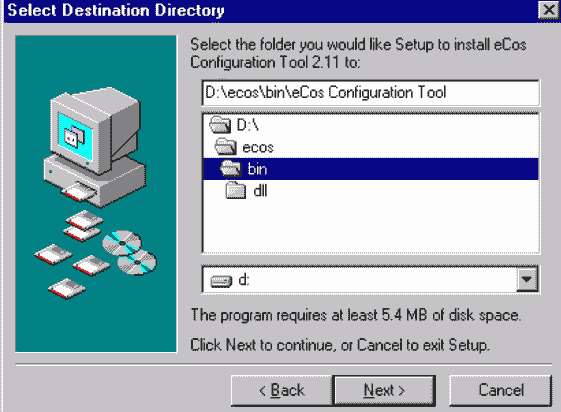 Select Destination Directory
Select the folder you would like Setup to install eCos
Configuration Tool 2.11 to:
D:\ecos\bin\eCos Configuration Tool
D:\
ecos
bin
dll
d:
The program requires at least 5.4 MB of disk space.
Click Next to continue, or Cancel to exit Setup.
< Back
Next >
Cancel